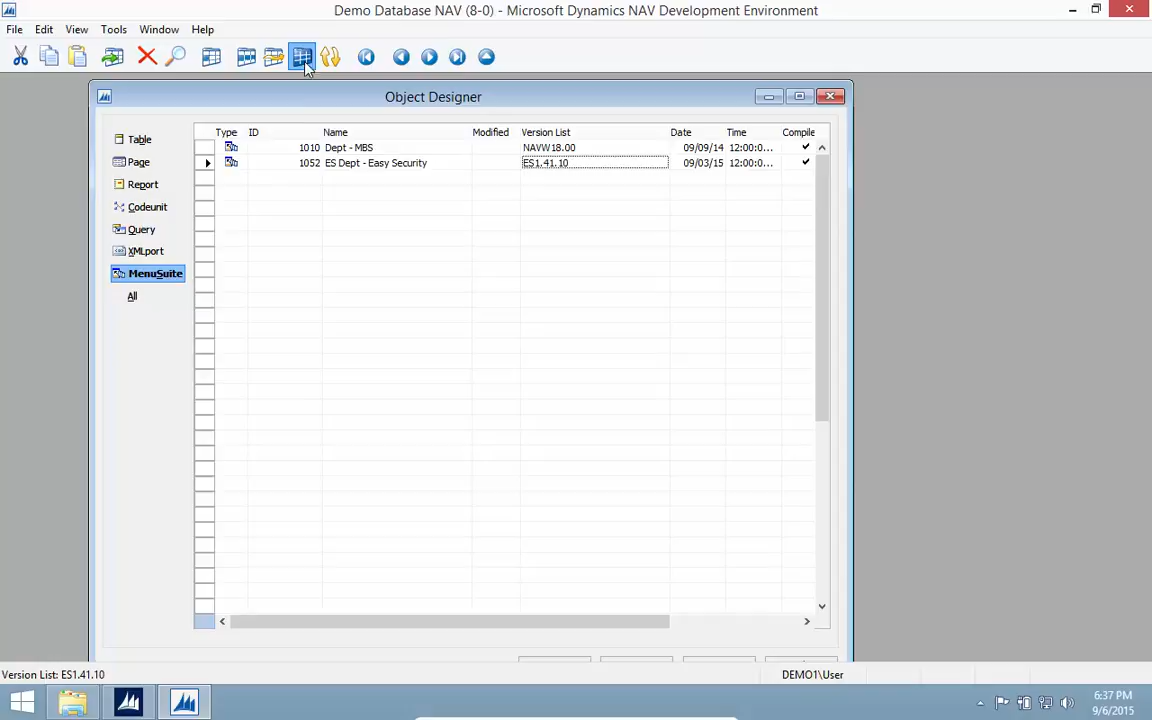 Demo Database NAV (8-0) - Microsoft Dynamics NAV Development Environment
File Edit View Tools Window Help
Object Designer
Type ID Name Modified Version List Date Time Compile
1010 Dept - MBS NAVW18.00 09/09/14 12:00:0...
1052 ES Dept - Easy Security ES1.41.10 09/03/15 12:00:0...
Table
Page
Report
Codeunit
Query
XMLport
MenuSuite
All
Version List: ES1.41.10 DEMO1\User
6:37 PM
9/6/2015